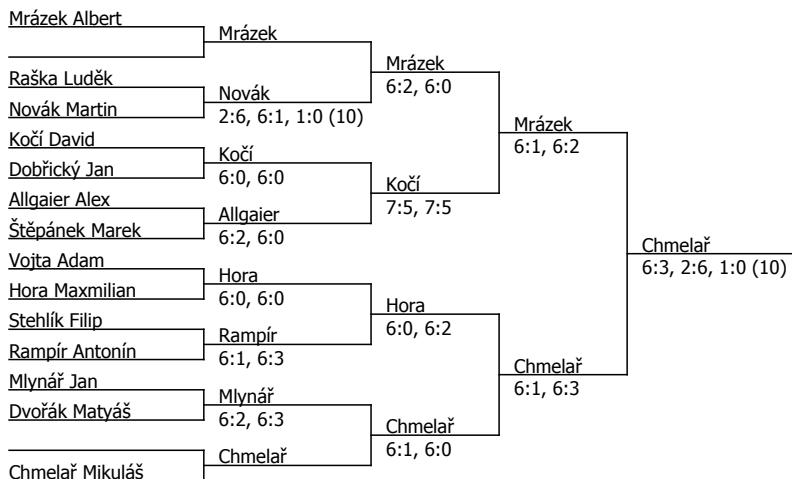 Mrázek Albert
Mrázek
Mrázek
6:2, 6:0
Raška Luděk
Novák
2:6, 6:1, 1:0 (10)
Novák Martin
Mrázek
6:1, 6:2
Kočí David
Kočí
6:0, 6:0
Dobřický Jan
Kočí
7:5, 7:5
Allgaier Alex
Allgaier
6:2, 6:0
Štěpánek Marek
Chmelař
6:3, 2:6, 1:0 (10)
Vojta Adam
Hora
6:0, 6:0
Hora Maxmilian
Hora
6:0, 6:2
Stehlík Filip
Rampír
6:1, 6:3
Rampír Antonín
Chmelař
6:1, 6:3
Mlynář Jan
Mlynář
6:2, 6:3
Dvořák Matyáš
Chmelař
6:1, 6:0
Chmelař
Chmelař Mikuláš